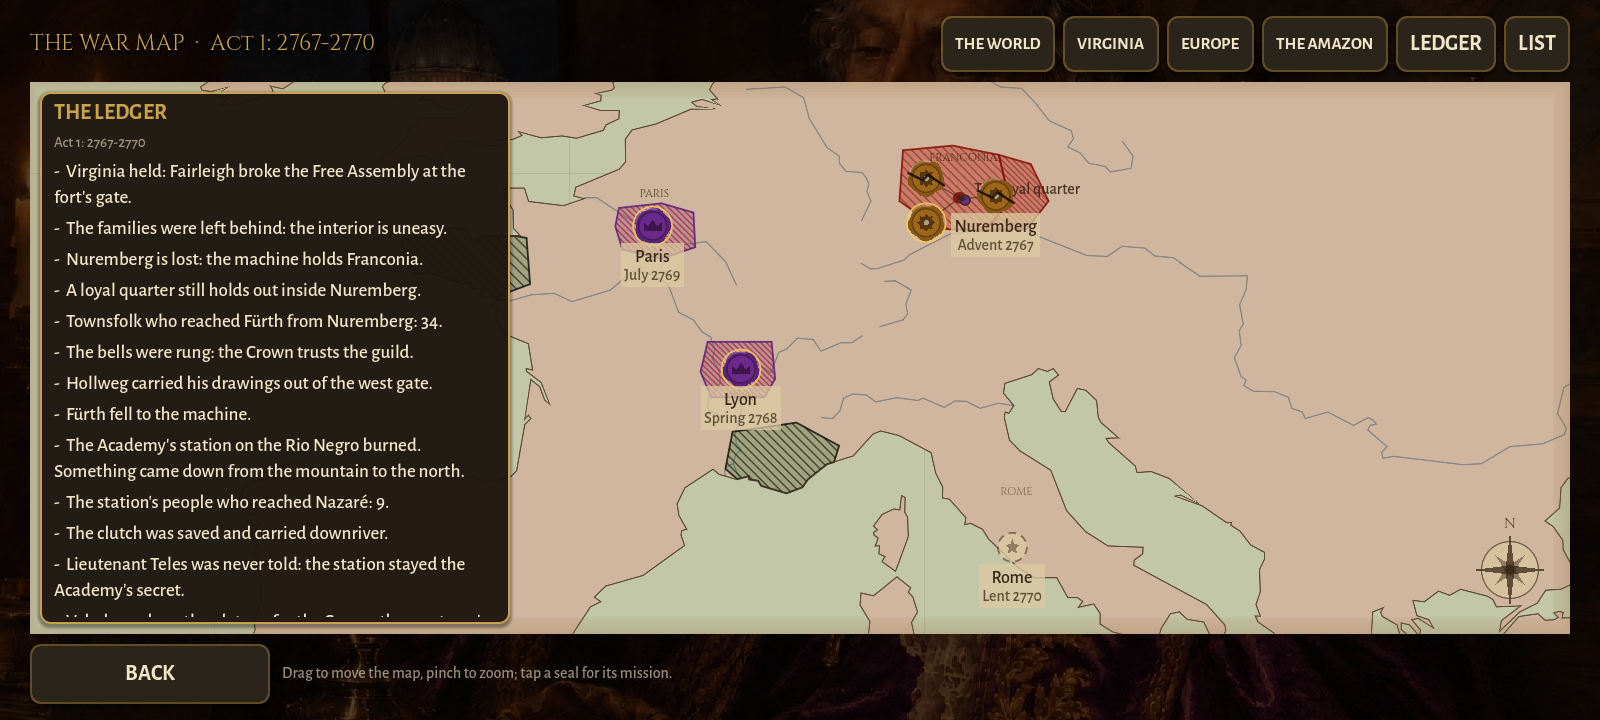 THE WAR MAP · ACT 1: 2767-2770
THE WORLD
VIRGINIA
EUROPE
THE AMAZON
LEDGER
LIST
THE LEDGER
Act 1: 2767-2770
- Virginia held: Fairleigh broke the Free Assembly at the
fort's gate.
- The families were left behind: the interior is uneasy.
- Nuremberg is lost: the machine holds Franconia.
- A loyal quarter still holds out inside Nuremberg.
- Townsfolk who reached Fürth from Nuremberg: 34.
- The bells were rung: the Crown trusts the guild.
- Hollweg carried his drawings out of the west gate.
- Fürth fell to the machine.
- The Academy's station on the Rio Negro burned.
Something came down from the mountain to the north.
- The station's people who reached Nazaré: 9.
- The clutch was saved and carried downriver.
- Lieutenant Teles was never told: the station stayed the
Academy's secret.
PARIS
Paris
July 2769
FRANCONIA
quarter
Nuremberg
Advent 2767
Lyon
Spring 2768
ROME
Rome
Lent 2770
N
BACK
Drag to move the map, pinch to zoom; tap a seal for its mission.